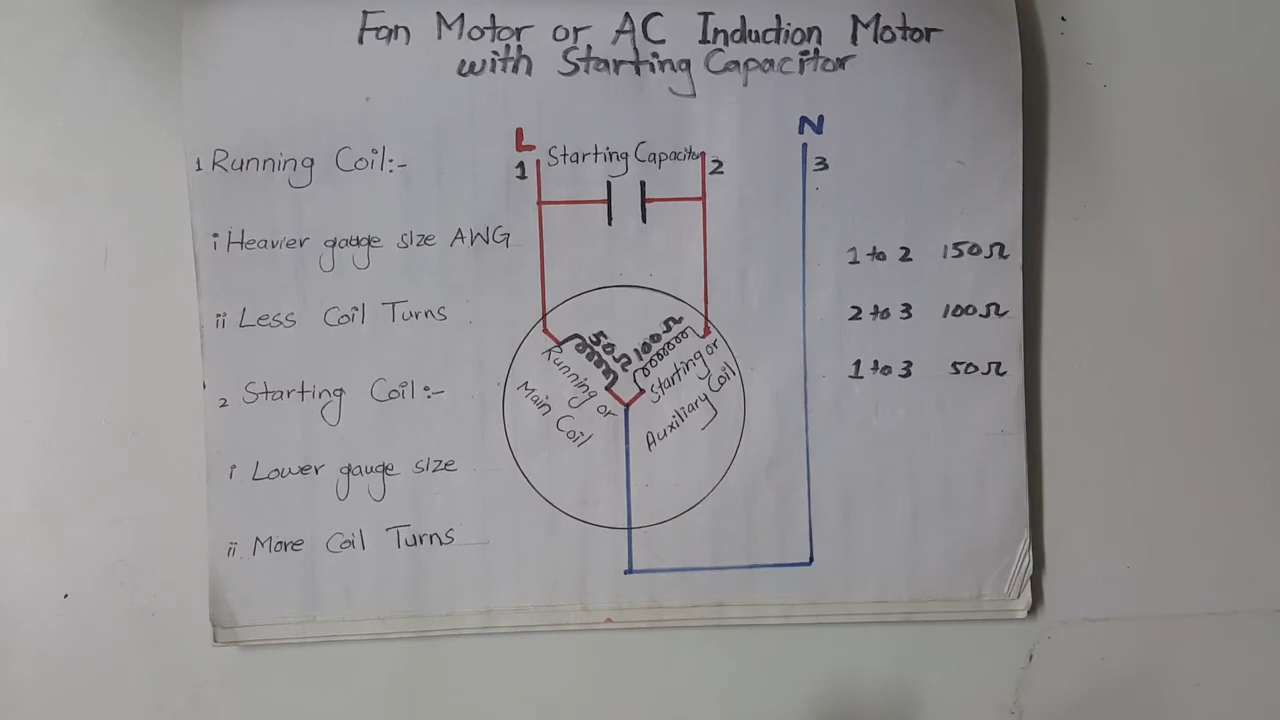 Fan Motor or AC Induction Motor
with Starting Capacitor
L
N
1 Starting Capacitor 2
3
1 Running Coil:-
i Heavier gauge size AWG
ii Less Coil Turns
2 Starting Coil:-
i Lower gauge size
ii More Coil Turns
50Ω
100Ω
Running or
Main Coil
Starting or
Auxiliary Coil
1 to 2 150Ω
2 to 3 100Ω
1 to 3 50Ω